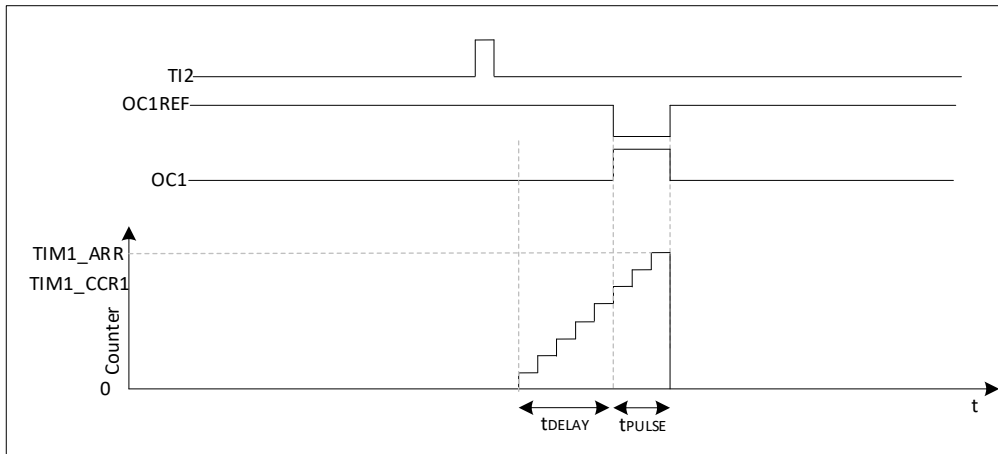 TI2
OC1REF
OC1
TIM1_ARR
TIM1_CCR1
Counter
0
t
tDELAY
tPULSE